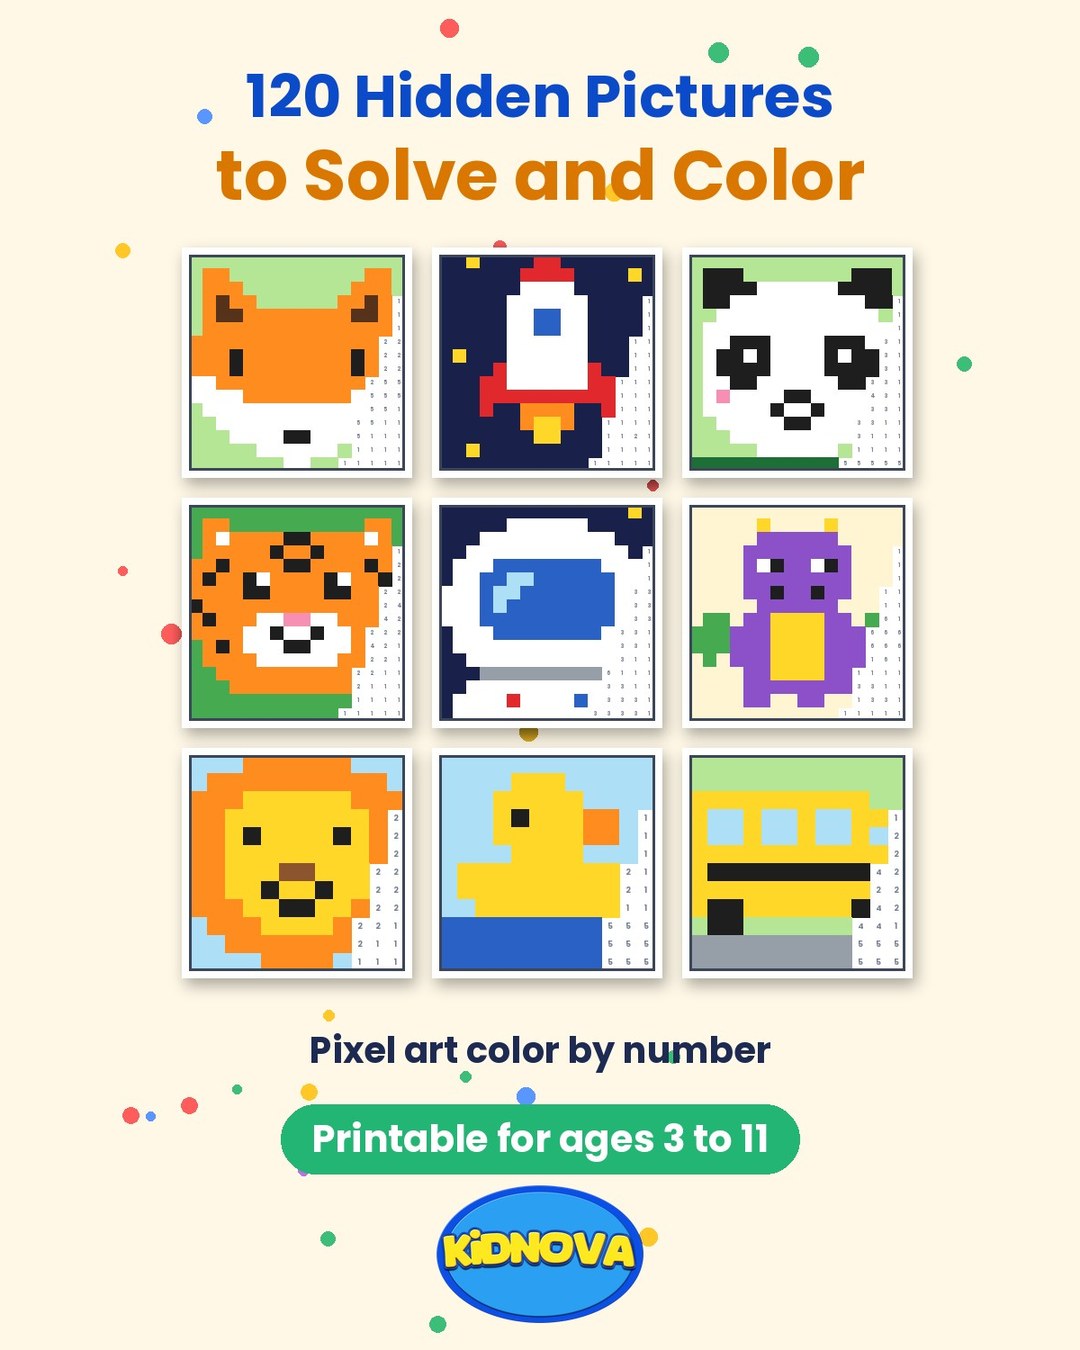 120 Hidden Pictures
to Solve and Color
Pixel art color by number
Printable for ages 3 to 11
KiDNOVA